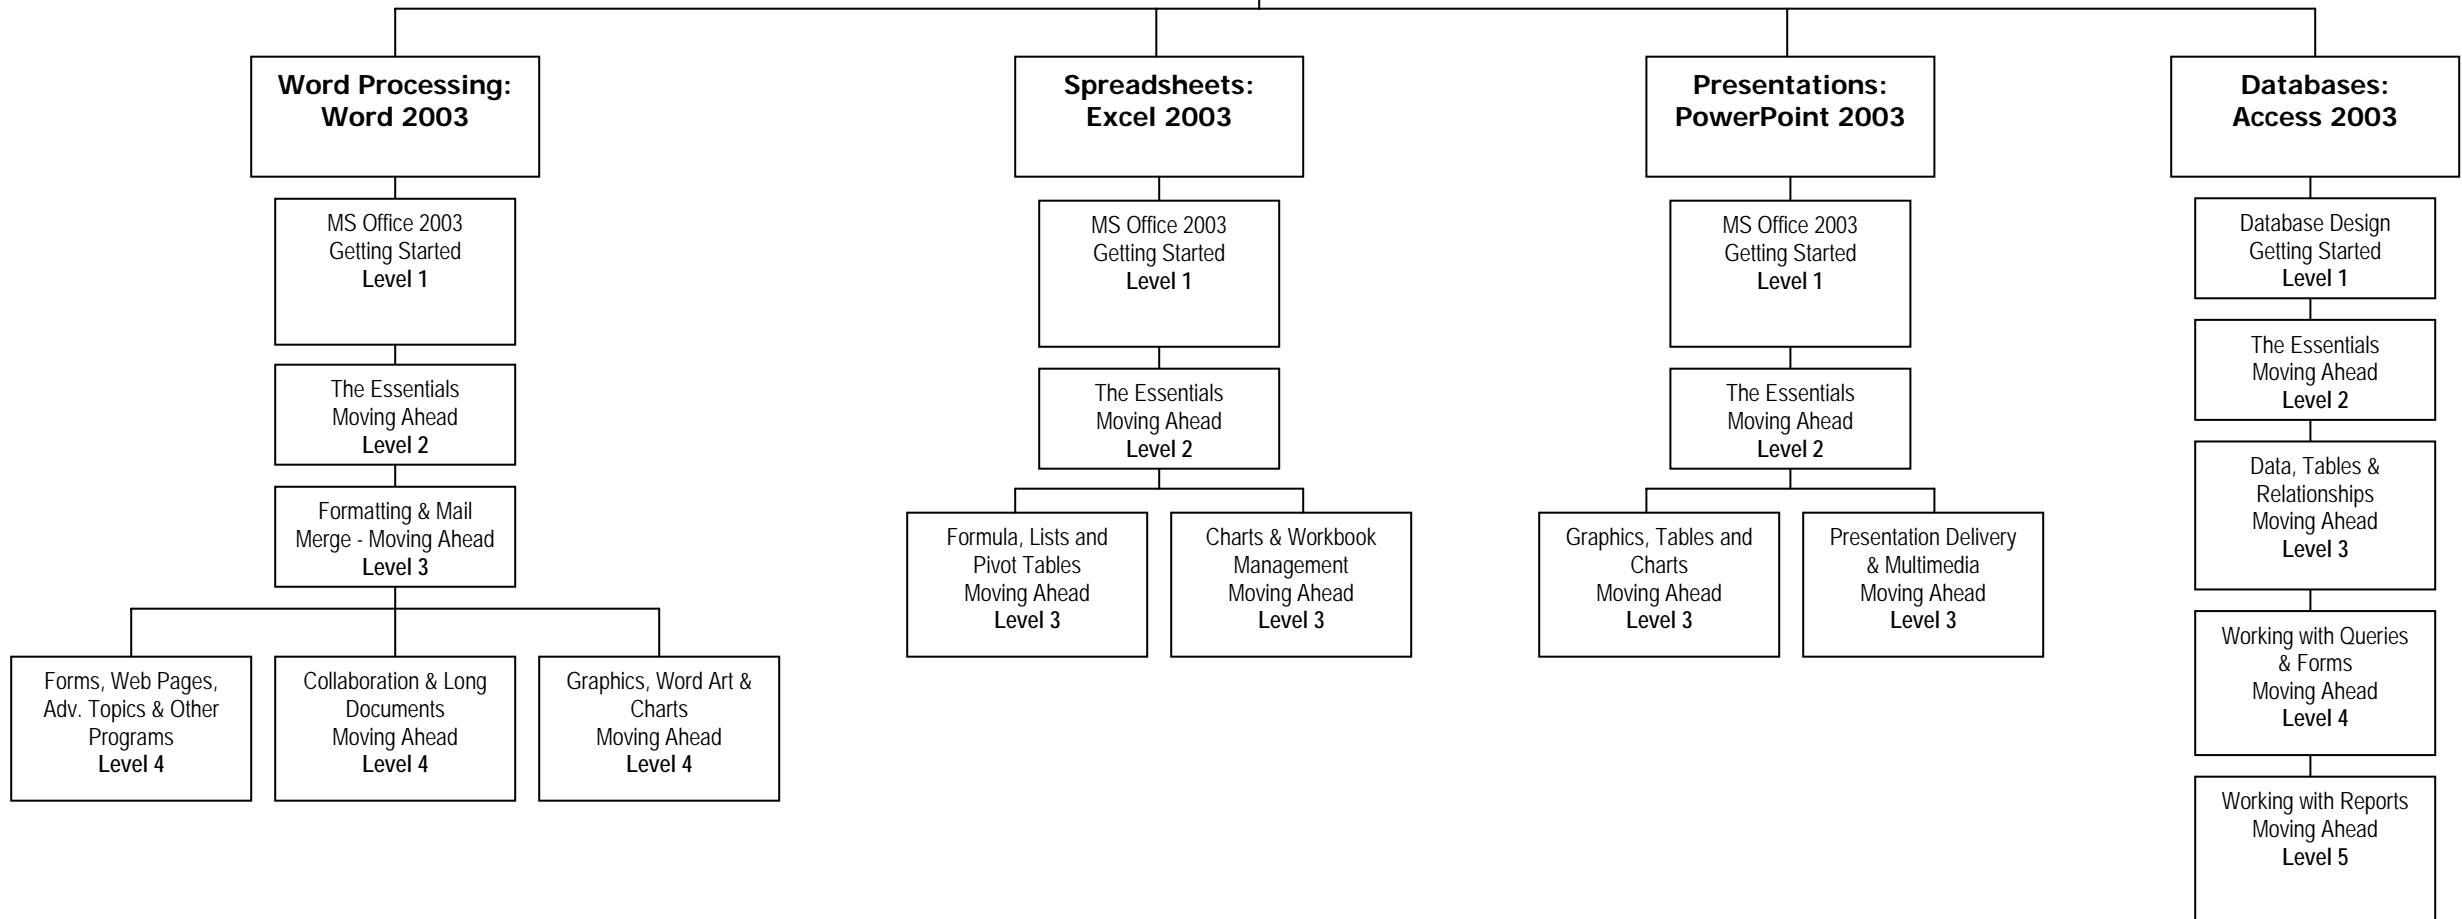 Word Processing:
Word 2003
MS Office 2003
Getting Started
Level 1
The Essentials
Moving Ahead
Level 2
Formatting & Mail
Merge - Moving Ahead
Level 3
Forms, Web Pages,
Adv. Topics & Other
Programs
Level 4
Collaboration & Long
Documents
Moving Ahead
Level 4
Graphics, Word Art &
Charts
Moving Ahead
Level 4
Spreadsheets:
Excel 2003
MS Office 2003
Getting Started
Level 1
The Essentials
Moving Ahead
Level 2
Formula, Lists and
Pivot Tables
Moving Ahead
Level 3
Charts & Workbook
Management
Moving Ahead
Level 3
Presentations:
PowerPoint 2003
MS Office 2003
Getting Started
Level 1
The Essentials
Moving Ahead
Level 2
Graphics, Tables and
Charts
Moving Ahead
Level 3
Presentation Delivery
& Multimedia
Moving Ahead
Level 3
Databases:
Access 2003
Database Design
Getting Started
Level 1
The Essentials
Moving Ahead
Level 2
Data, Tables &
Relationships
Moving Ahead
Level 3
Working with Queries
& Forms
Moving Ahead
Level 4
Working with Reports
Moving Ahead
Level 5